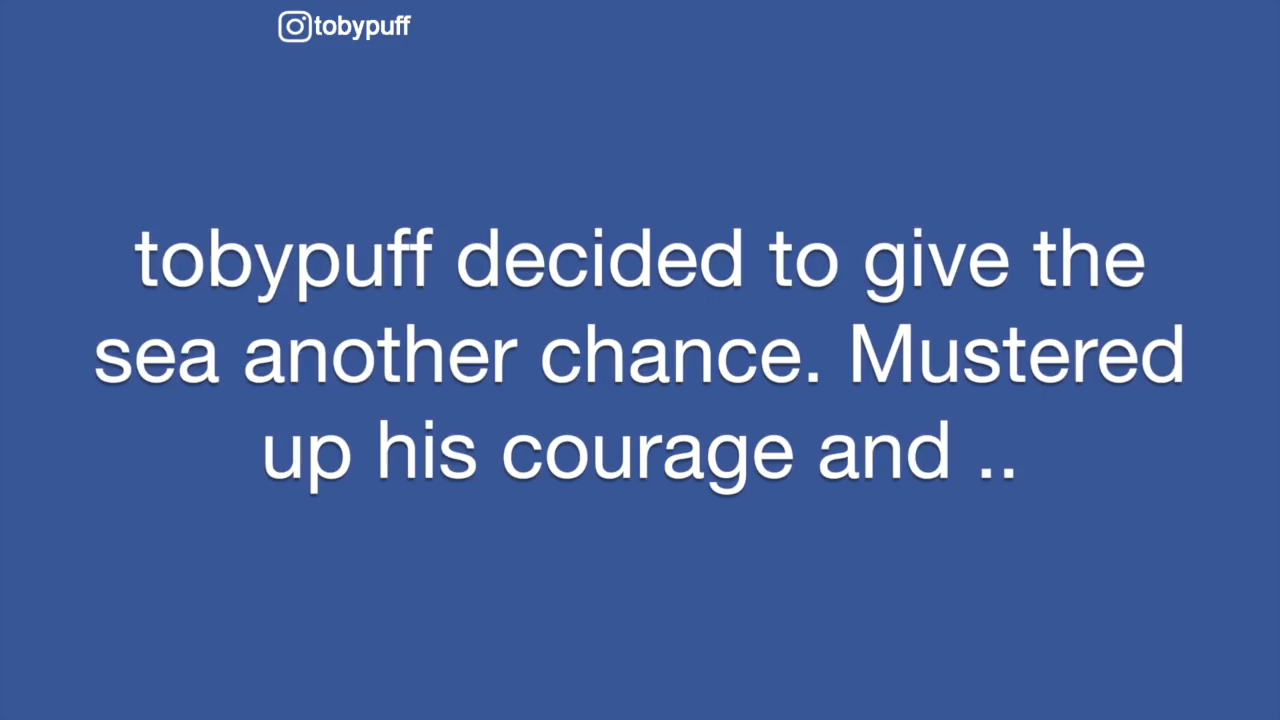 tobypuff
tobypuff decided to give the
sea another chance. Mustered
up his courage and ..